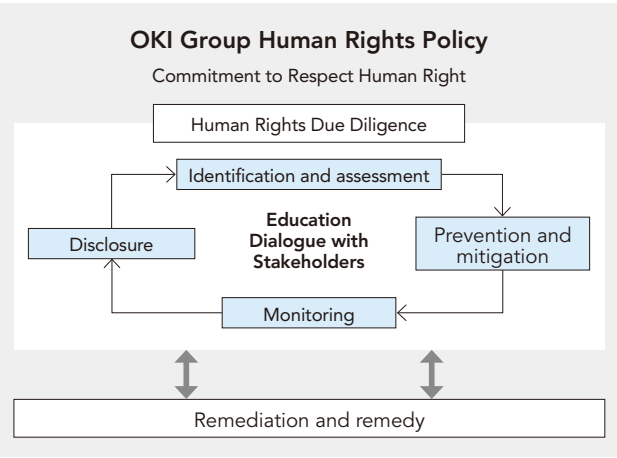 OKI Group Human Rights Policy
Commitment to Respect Human Right
Human Rights Due Diligence
Identification and assessment
Education
Dialogue with
Stakeholders
Disclosure
Prevention and
mitigation
Monitoring
Remediation and remedy